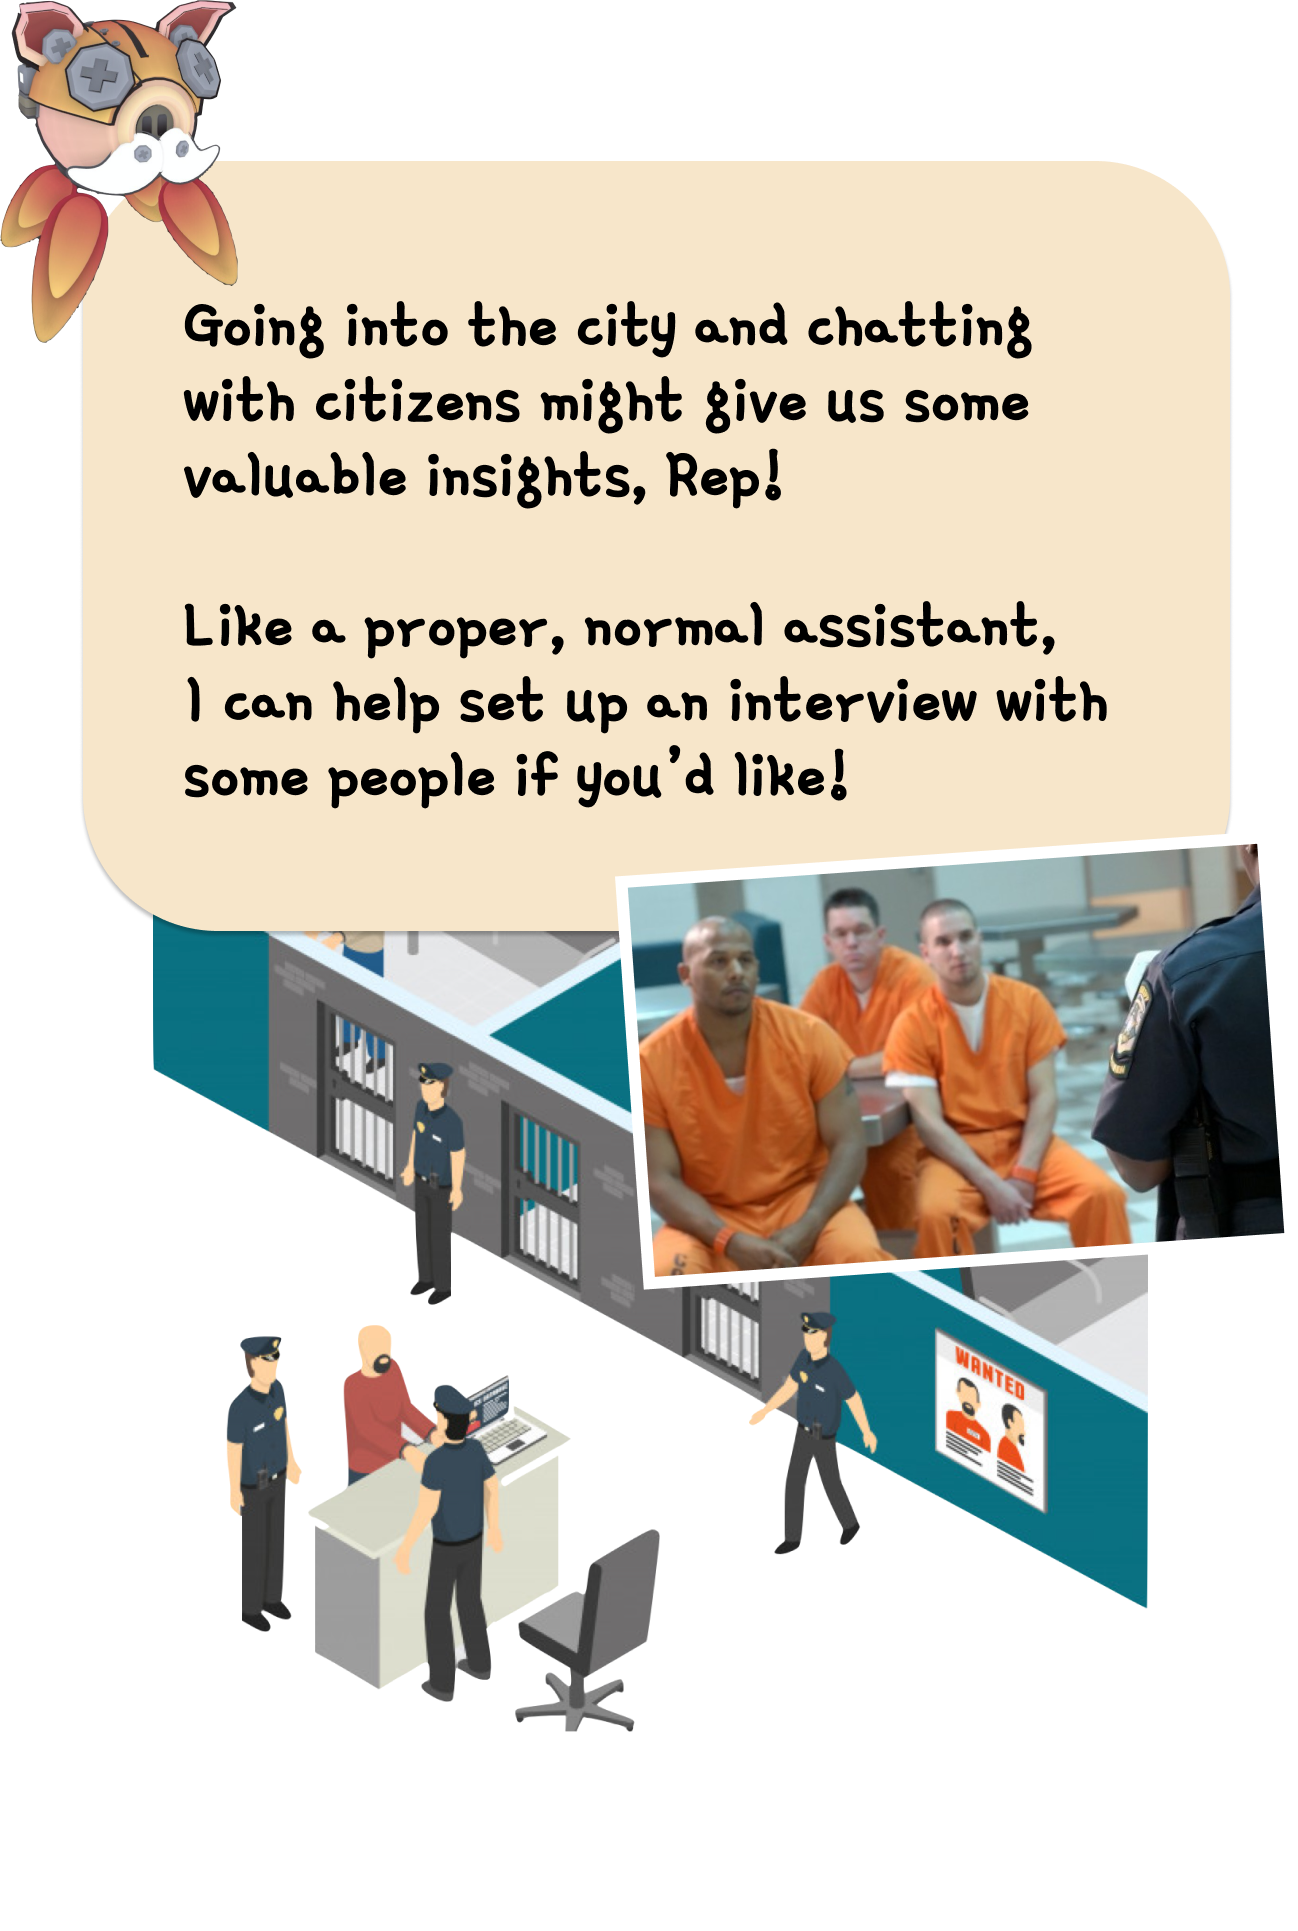 Going into the city and chatting
with citizens might give us some
valuable insights, Rep!
Like a proper, normal assistant,
I can help set up an interview with
some people if you'd like!
WANTED